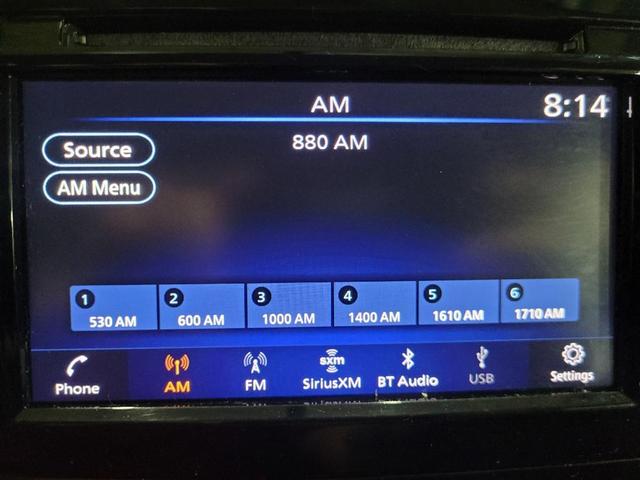 AM 8:14
880 AM
Source
AM Menu
1 2 3 4 5 6
530 AM 600 AM 1000 AM 1400 AM 1610 AM 1710 AM
sxm
Phone AM FM SiriusXM BT Audio USB Settings